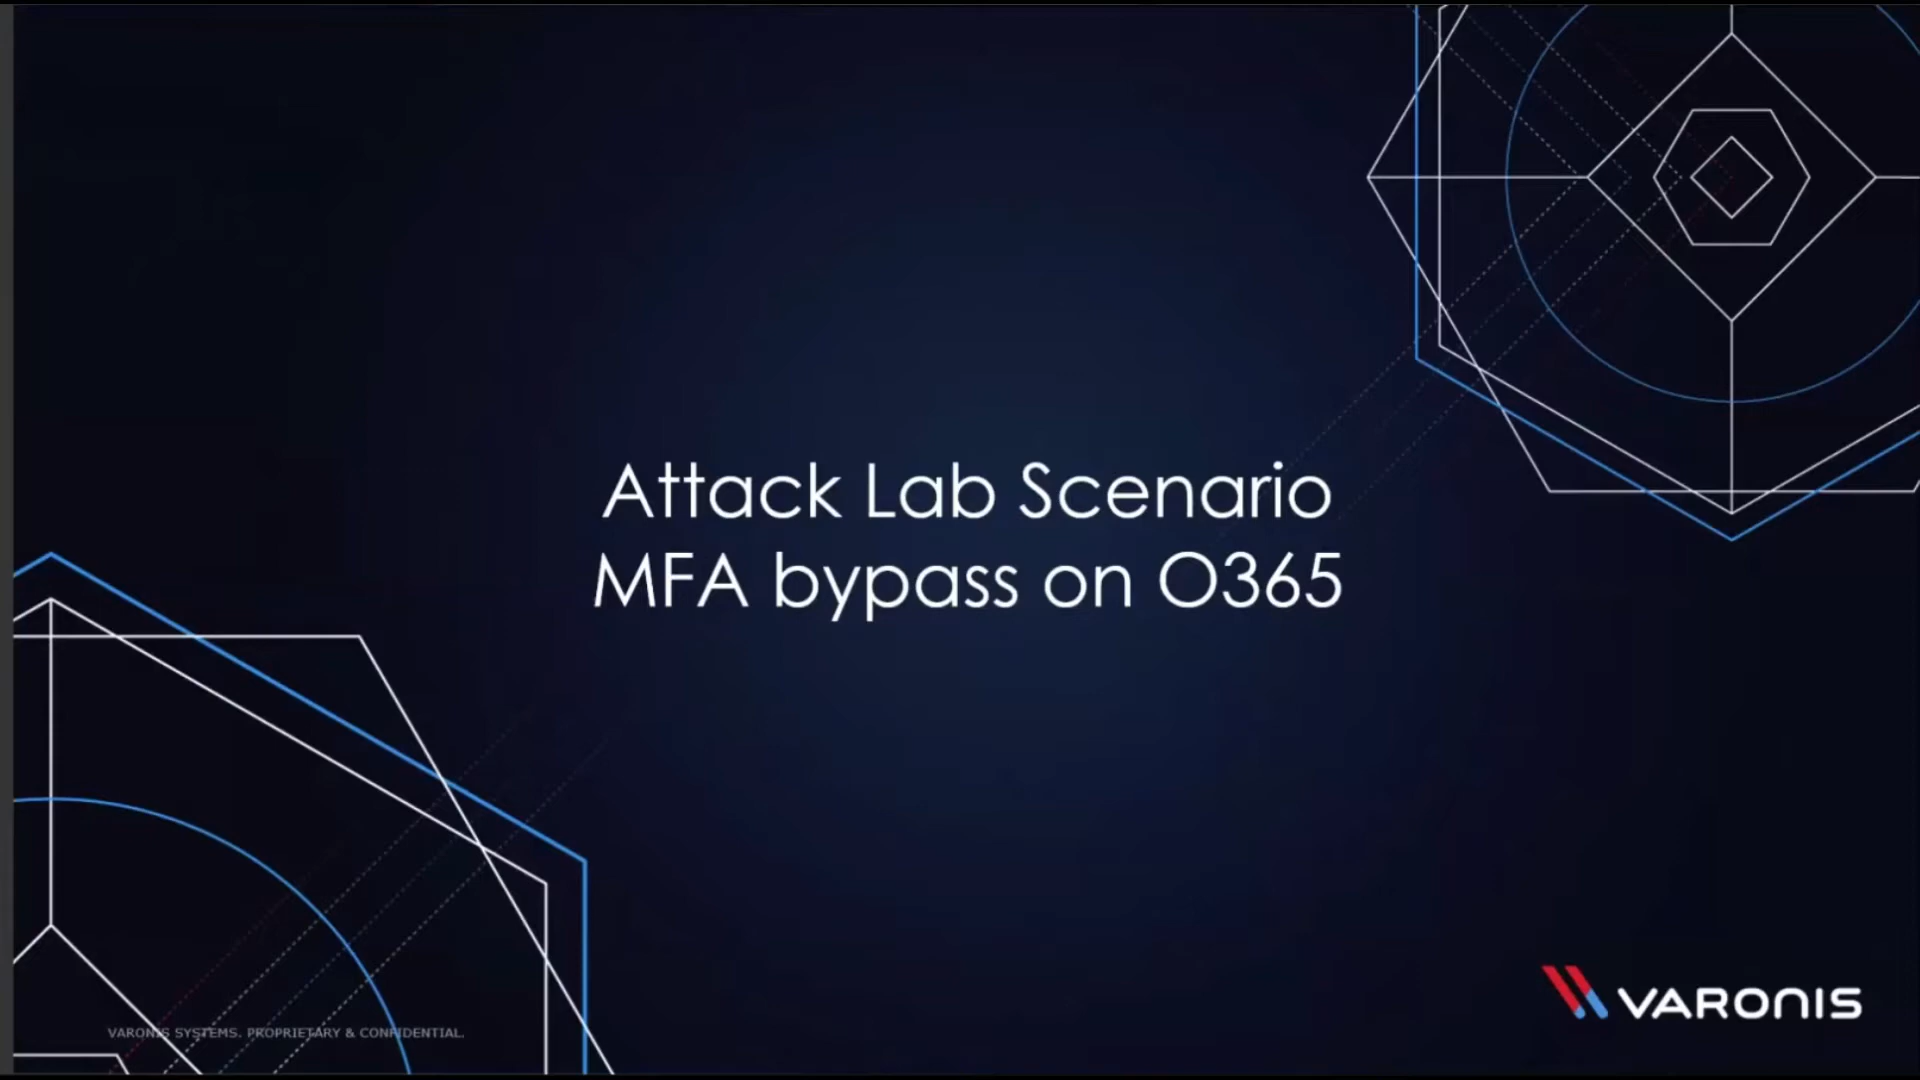 Attack Lab Scenario
MFA bypass on O365
VARONIS
VARONIS SYSTEMS. PROPRIETARY & CONFIDENTIAL.